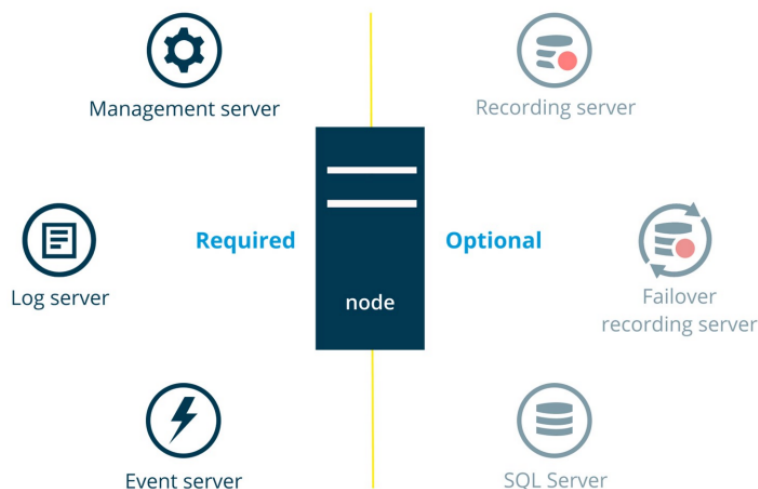 Management server
Recording server
Required
Optional
Log server
node
Failover
recording server
Event server
SQL Server